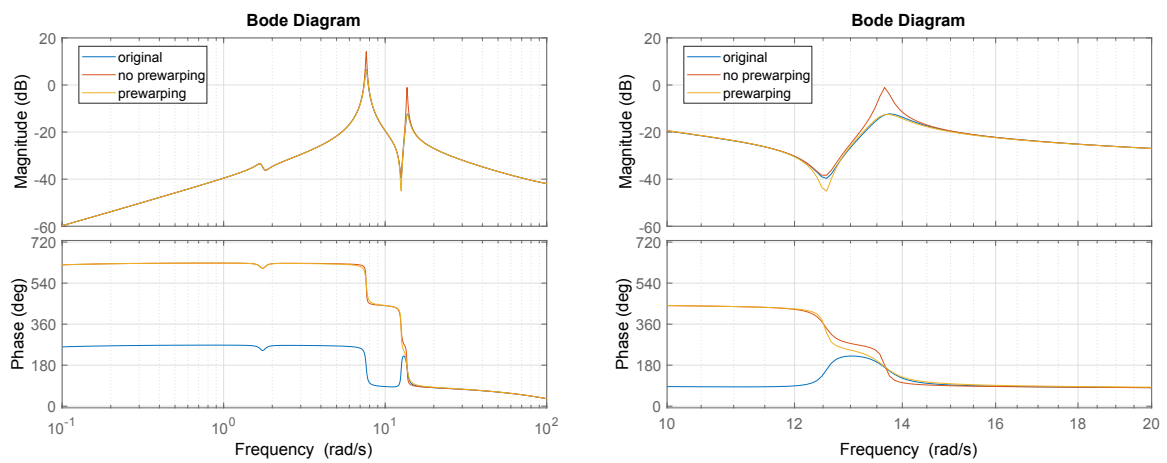 Bode Diagram
20
0
-20
-40
-60
Magnitude (dB)
original
no prewarping
prewarping
720
540
360
180
0
Phase (deg)
10^-1
10^0
10^1
10^2
Frequency (rad/s)
Bode Diagram
20
0
-20
-40
-60
Magnitude (dB)
original
no prewarping
prewarping
720
540
360
180
0
Phase (deg)
10
12
14
16
18
20
Frequency (rad/s)